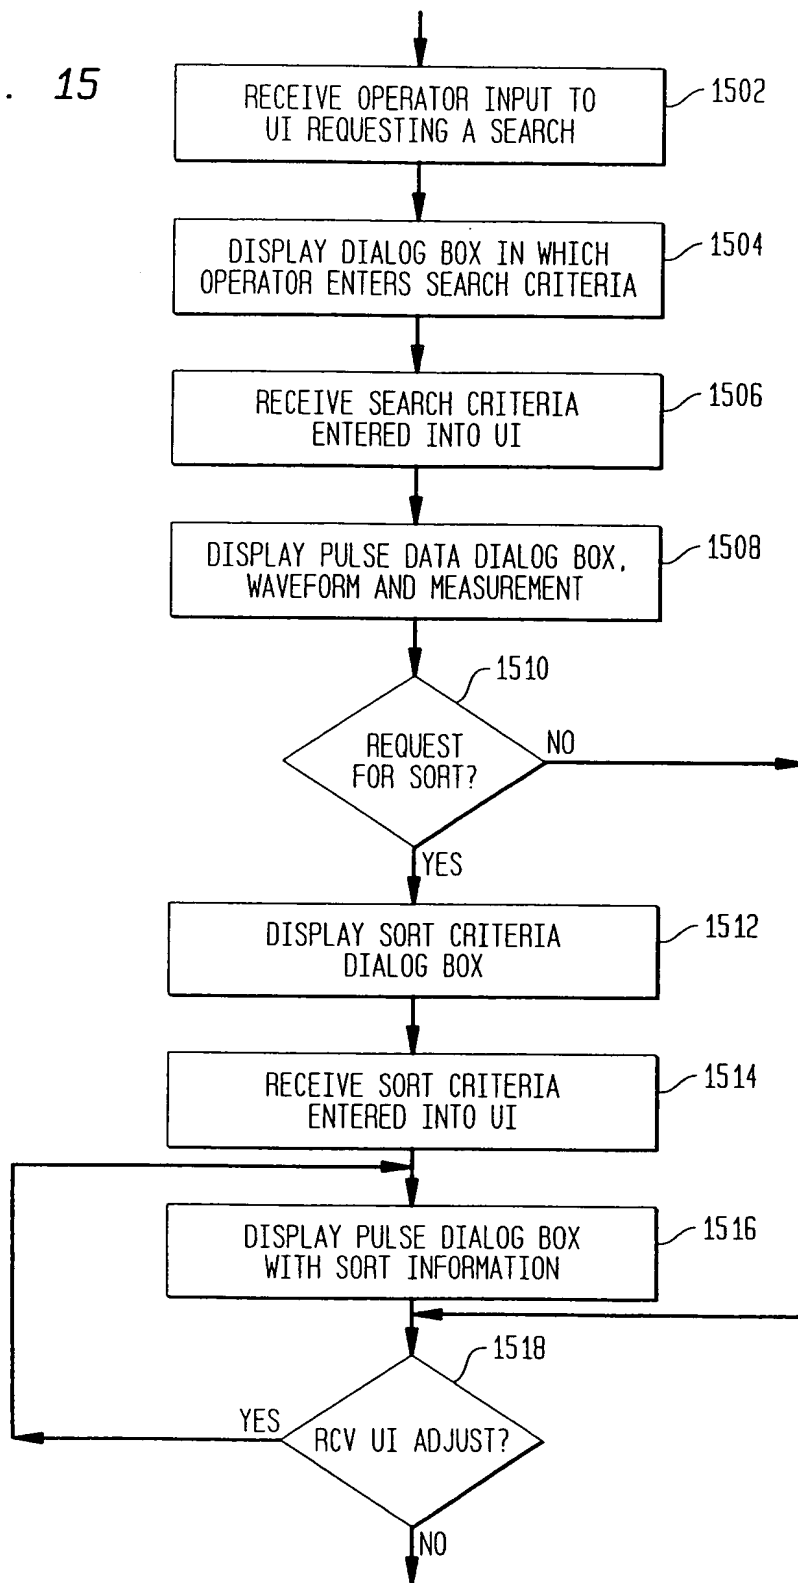 . 15
RECEIVE OPERATOR INPUT TO
UI REQUESTING A SEARCH
1502
DISPLAY DIALOG BOX IN WHICH
OPERATOR ENTERS SEARCH CRITERIA
1504
RECEIVE SEARCH CRITERIA
ENTERED INTO UI
1506
DISPLAY PULSE DATA DIALOG BOX,
WAVEFORM AND MEASUREMENT
1508
1510
REQUEST
FOR SORT?
NO
YES
DISPLAY SORT CRITERIA
DIALOG BOX
1512
RECEIVE SORT CRITERIA
ENTERED INTO UI
1514
DISPLAY PULSE DIALOG BOX
WITH SORT INFORMATION
1516
1518
YES
RCV UI ADJUST?
NO